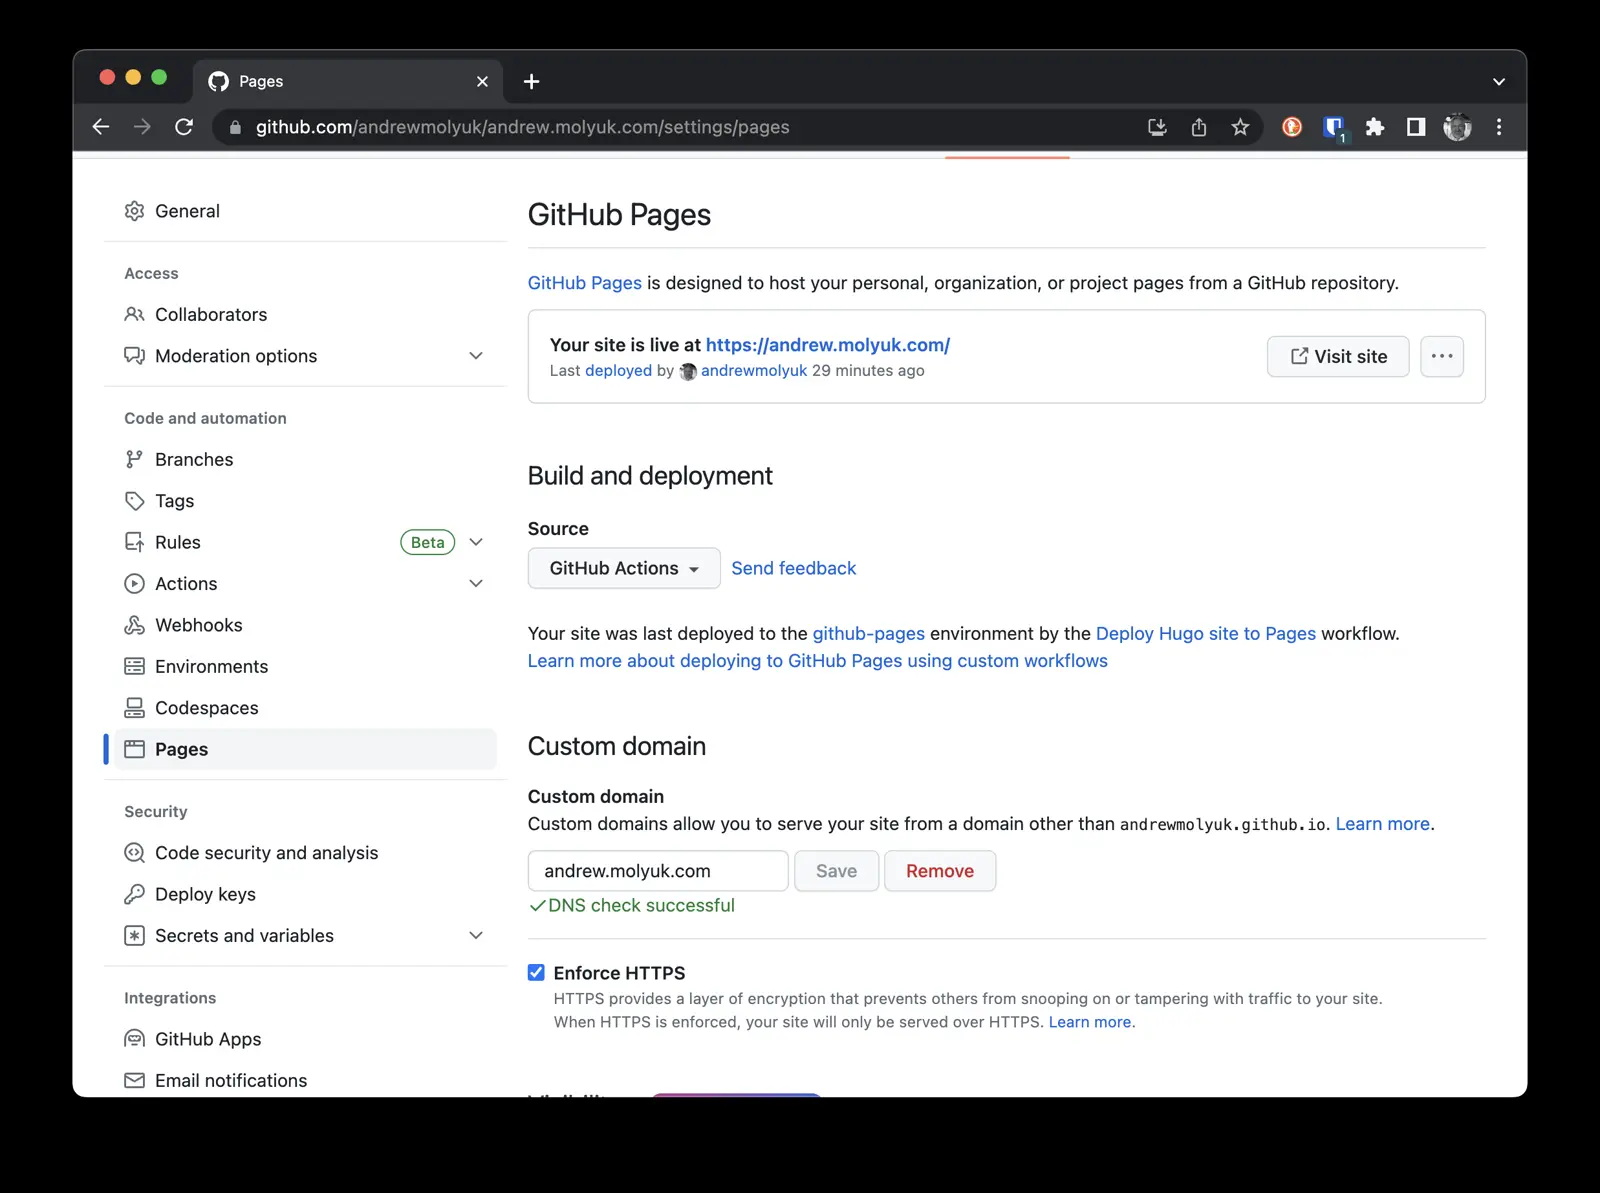 Pages
github.com/andrewmolyuk/andrew.molyuk.com/settings/pages
1
General
Access
Collaborators
Moderation options
Code and automation
Branches
Tags
Rules
Beta
Actions
Webhooks
Environments
Codespaces
Pages
Security
Code security and analysis
Deploy keys
Secrets and variables
Integrations
GitHub Apps
Email notifications
GitHub Pages
GitHub Pages is designed to host your personal, organization, or project pages from a GitHub repository.
Your site is live at https://andrew.molyuk.com/
Last deployed by andrewmolyuk 29 minutes ago
Visit site
Build and deployment
Source
GitHub Actions
Send feedback
Your site was last deployed to the github-pages environment by the Deploy Hugo site to Pages workflow.
Learn more about deploying to GitHub Pages using custom workflows
Custom domain
Custom domain
Custom domains allow you to serve your site from a domain other than andrewmolyuk.github.io. Learn more.
andrew.molyuk.com
Save
Remove
DNS check successful
Enforce HTTPS
HTTPS provides a layer of encryption that prevents others from snooping on or tampering with traffic to your site.
When HTTPS is enforced, your site will only be served over HTTPS. Learn more.